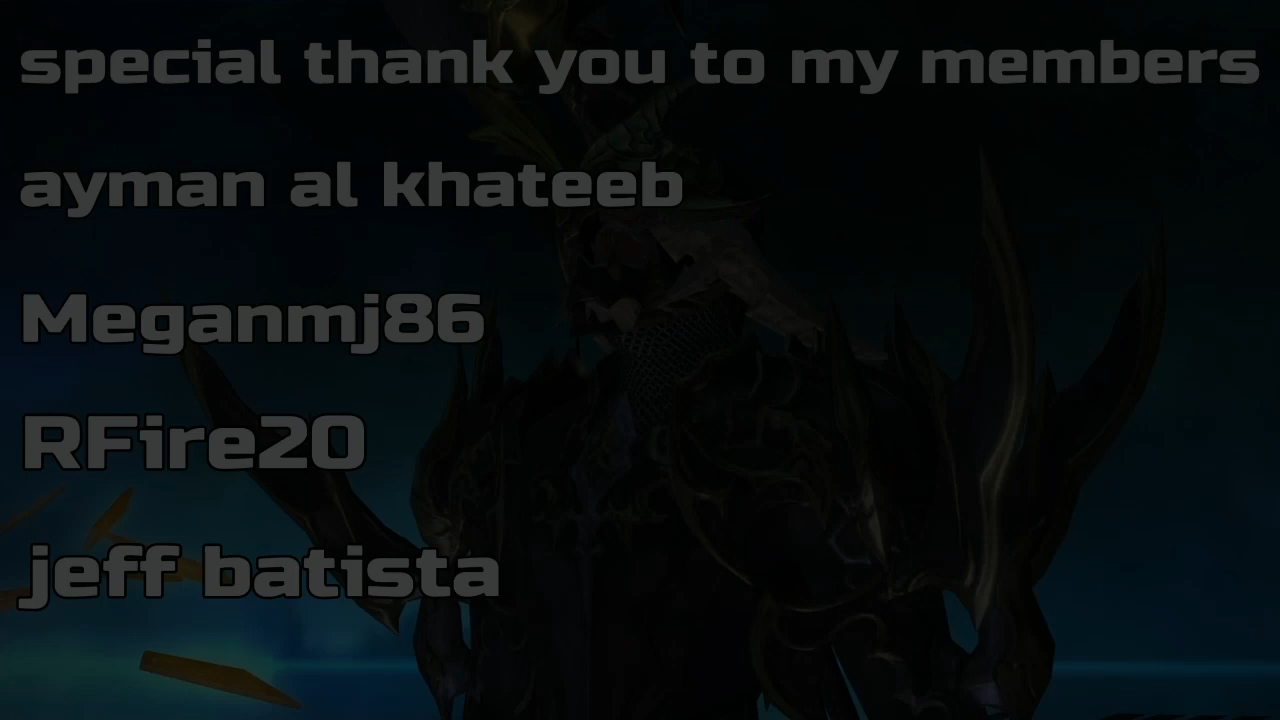 special thank you to my members
ayman al khateeb
Meganmj86
RFire20
jeff batista